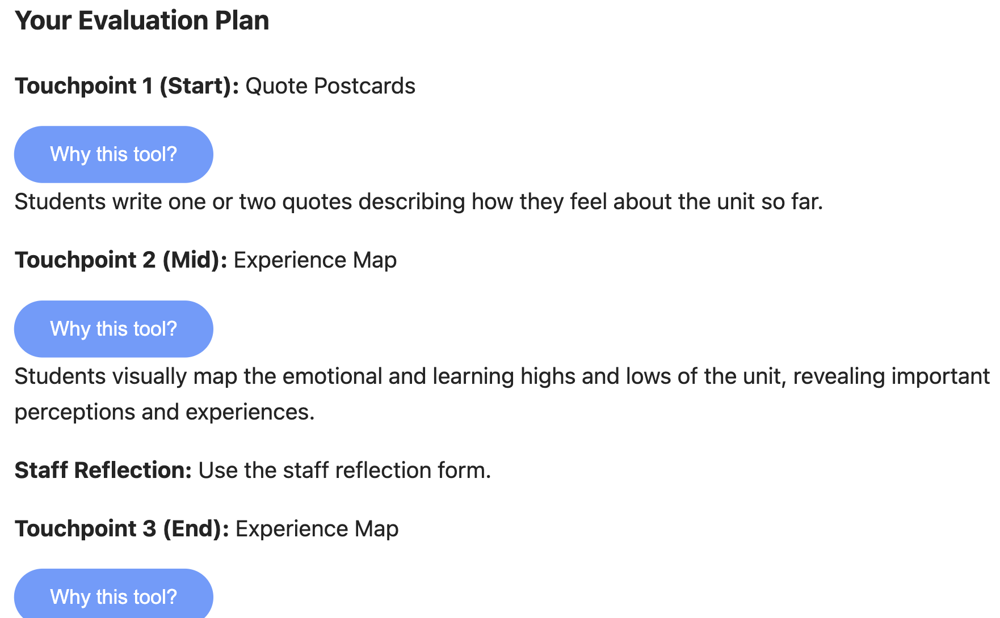 Your Evaluation Plan
Touchpoint 1 (Start): Quote Postcards
Why this tool?
Students write one or two quotes describing how they feel about the unit so far.
Touchpoint 2 (Mid): Experience Map
Why this tool?
Students visually map the emotional and learning highs and lows of the unit, revealing important
perceptions and experiences.
Staff Reflection: Use the staff reflection form.
Touchpoint 3 (End): Experience Map
Why this tool?